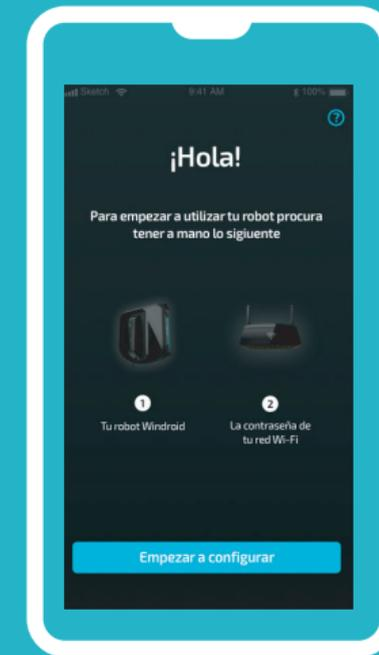 Sketch 9:41 AM 100%
?
¡Hola!
Para empezar a utilizar tu robot procura
tener a mano lo sigiuente
1 2
Tu robot Windroid
La contraseña de
tu red Wi-Fi
Empezar a configurar